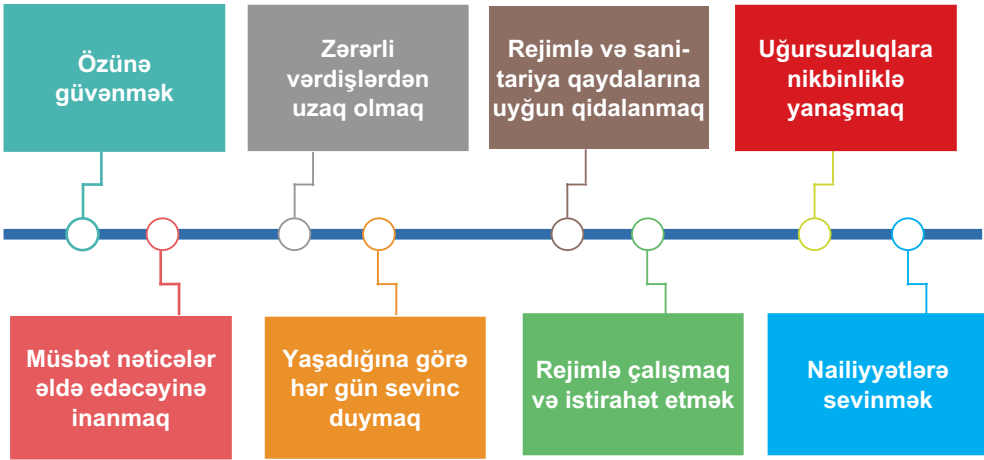 Özünə
güvənmək
Zərərli
vərdişlərdən
uzaq olmaq
Rejimlə və sani-
tariya qaydalarına
uyğun qidalanmaq
Uğursuzluqlara
nikbinliklə
yanaşmaq
Müsbət nəticələr
əldə edəcəyinə
inanmaq
Yaşadığına görə
hər gün sevinc
duymaq
Rejimlə çalışmaq
və istirahət etmək
Nailiyyətlərə
sevinmək